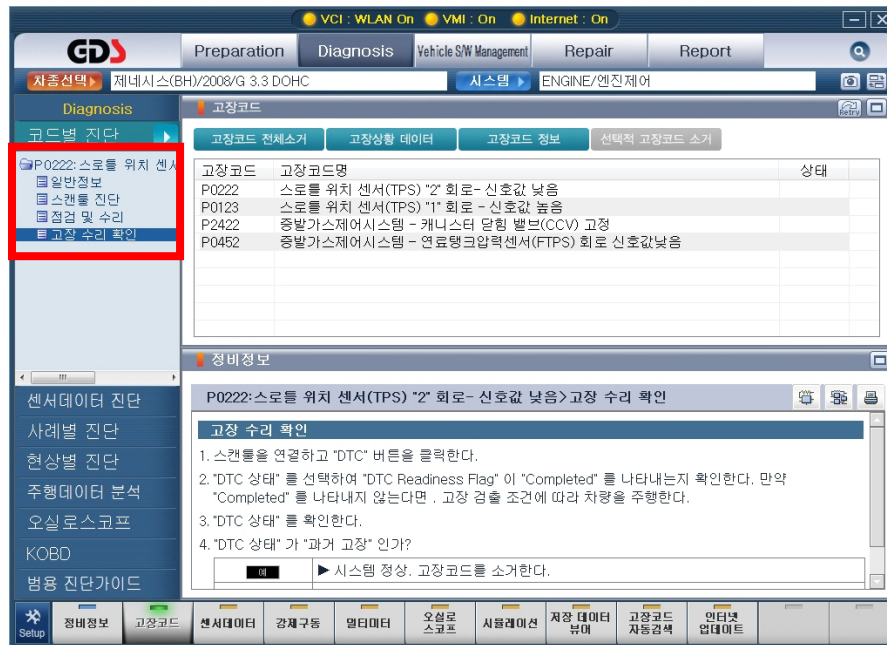 VCI : WLAN On VMI : On Internet : On
GDS Preparation Diagnosis Vehicle S/W Management Repair Report
차종선택 제네시스(BH)/2008/G 3.3 DOHC 시스템 ENGINE/엔진제어
Diagnosis
코드별 진단
P0222:스로틀 위치 센서
일반정보
스캔툴 진단
점검 및 수리
고장 수리 확인
센서데이터 진단
사례별 진단
현상별 진단
주행데이터 분석
오실로스코프
KOBD
범용 진단가이드
고장코드
Retry
고장코드 전체소거 고장상황 데이터 고장코드 정보 선택적 고장코드 소거
고장코드 고장코드명 상태
P0222 스로틀 위치 센서(TPS) "2" 회로- 신호값 낮음
P0123 스로틀 위치 센서(TPS) "1" 회로 - 신호값 높음
P2422 증발가스제어시스템 - 캐니스터 닫힘 밸브(CCV) 고정
P0452 증발가스제어시스템 - 연료탱크압력센서(FTPS) 회로 신호값낮음
정비정보
P0222:스로틀 위치 센서(TPS) "2" 회로- 신호값 낮음>고장 수리 확인
고장 수리 확인
1. 스캔툴을 연결하고 "DTC" 버튼을 클릭한다.
2. "DTC 상태" 를 선택하여 "DTC Readiness Flag" 이 "Completed" 를 나타내는지 확인한다. 만약
"Completed" 를 나타내지 않는다면 , 고장 검출 조건에 따라 차량을 주행한다.
3. "DTC 상태" 를 확인한다.
4. "DTC 상태" 가 "과거 고장" 인가?
예 ▶ 시스템 정상. 고장코드를 소거한다.
Setup 정비정보 고장코드 센서데이터 강제구동 멀티미터 오실로 스코프 시뮬레이션 저장 데이터 뷰어 고장코드 자동검색 인터넷 업데이트